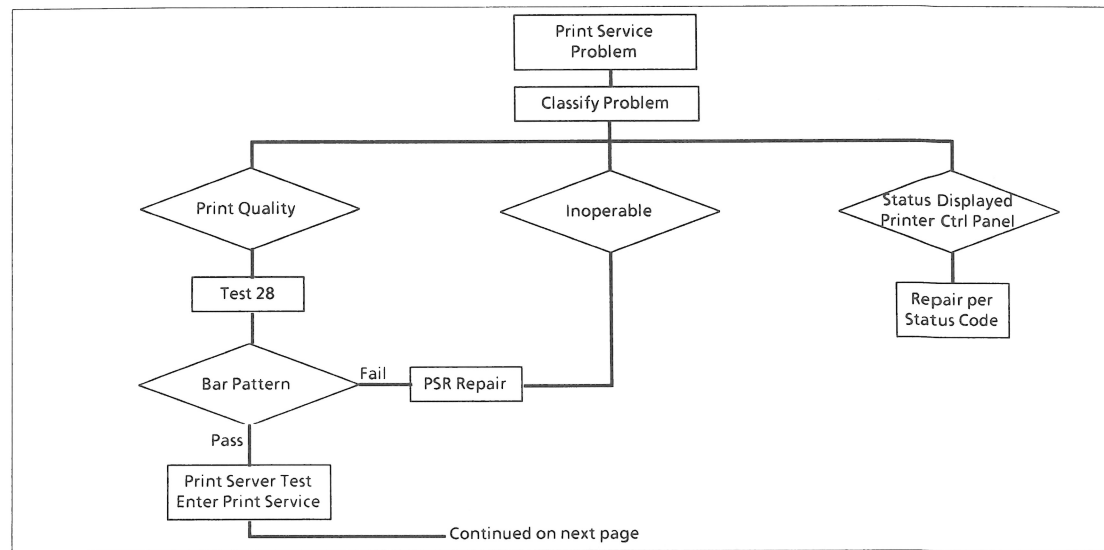 Print Service
Problem
Classify Problem
Print Quality
Inoperable
Status Displayed
Printer Ctrl Panel
Test 28
Repair per
Status Code
Bar Pattern
Fail
PSR Repair
Pass
Print Server Test
Enter Print Service
Continued on next page